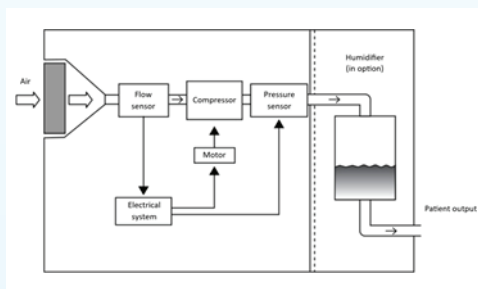 Humidifier
(in option)
Air
Flow
sensor
Compressor
Pressure
sensor
Motor
Electrical
system
Patient output